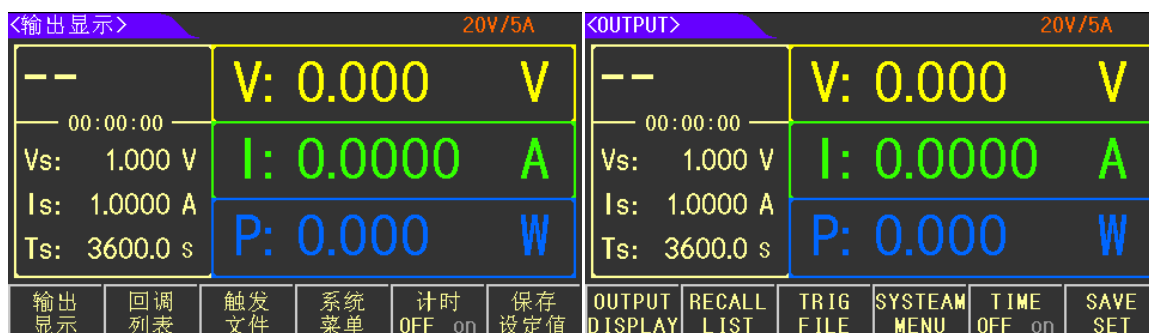 <输出显示>
20V/5A
--
00:00:00
Vs: 1.000 V
Is: 1.0000 A
Ts: 3600.0 s
V: 0.000 V
I: 0.0000 A
P: 0.000 W
输出
显示
回调
列表
触发
文件
系统
菜单
计时
OFF on
保存
设定值
<OUTPUT>
20V/5A
--
00:00:00
Vs: 1.000 V
Is: 1.0000 A
Ts: 3600.0 s
V: 0.000 V
I: 0.0000 A
P: 0.000 W
OUTPUT
DISPLAY
RECALL
LIST
TRIG
FILE
SYSTEAM
MENU
TIME
OFF on
SAVE
SET